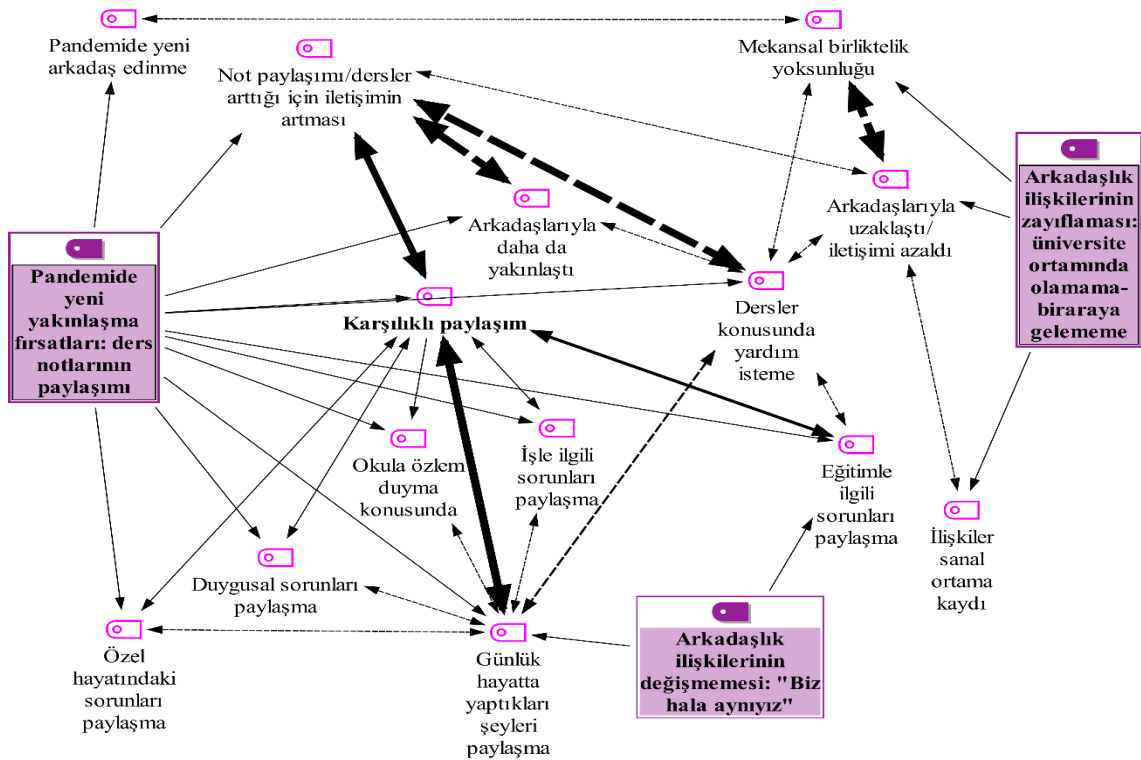 Pandemide yeni
arkadaş edinme
Not paylaşımı/dersler
arttığı için iletişimin
artması
Mekansal birliktelik
yoksunluğu
Arkadaşlık
ilişkilerinin
zayıflaması:
üniversite
ortamında
olamama-
biraraya
gelememe
Arkadaşlarıyla
daha da
yakınlaştı
Arkadaşlarıyla
uzaklaştı/
iletişimi azaldı
Pandemide
yeni
yakınlaşma
fırsatları: ders
notlarının
paylaşımı
Karşılıklı paylaşım
Dersler
konusunda
yardım
isteme
Okula özlem
duyma
konusunda
İşle ilgili
sorunları
paylaşma
Eğitimle
ilgili
sorunları
paylaşma
İlişkiler
sanal
ortama
kaydı
Duygusal sorunları
paylaşma
Özel
hayatındaki
sorunları
paylaşma
Günlük
hayatta
yaptıkları
şeyleri
paylaşma
Arkadaşlık
ilişkilerinin
değişmemesi: "Biz
hala aynıyız"